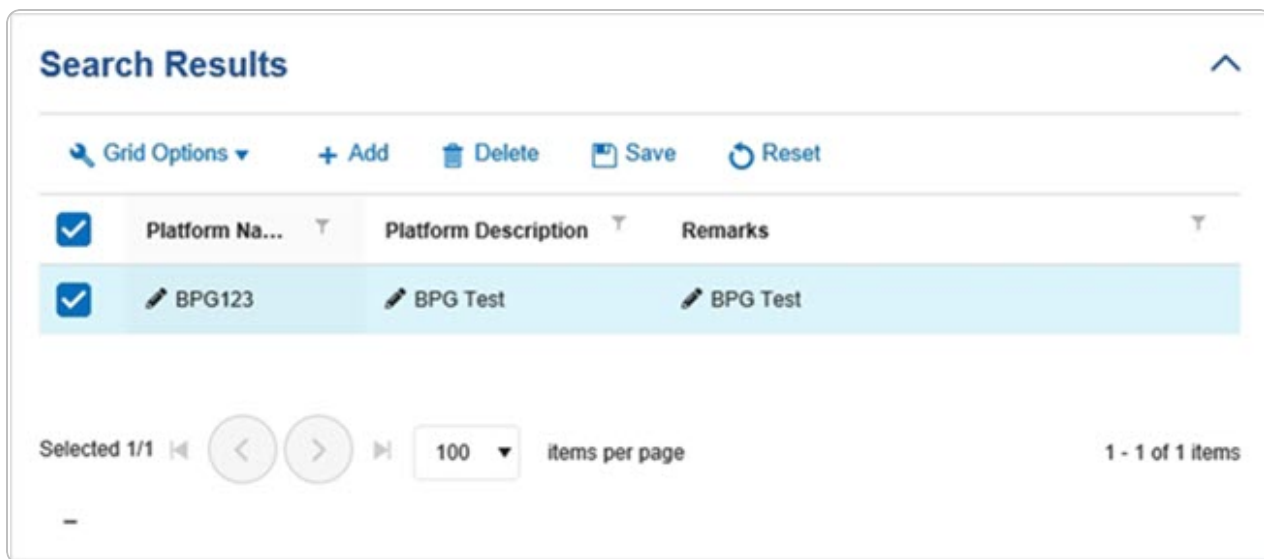 Search Results
Grid Options + Add Delete Save Reset
Platform Na... Platform Description Remarks
BPG123 BPG Test BPG Test
Selected 1/1 100 items per page 1 - 1 of 1 items